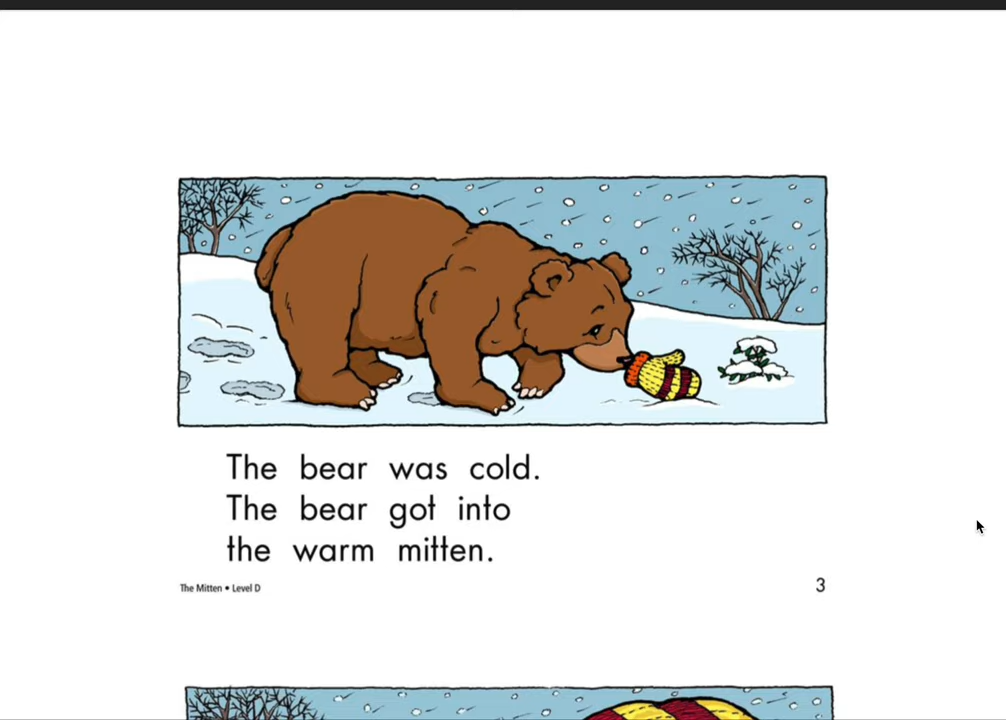 The bear was cold.
The bear got into
the warm mitten.
The Mitten • Level D
3